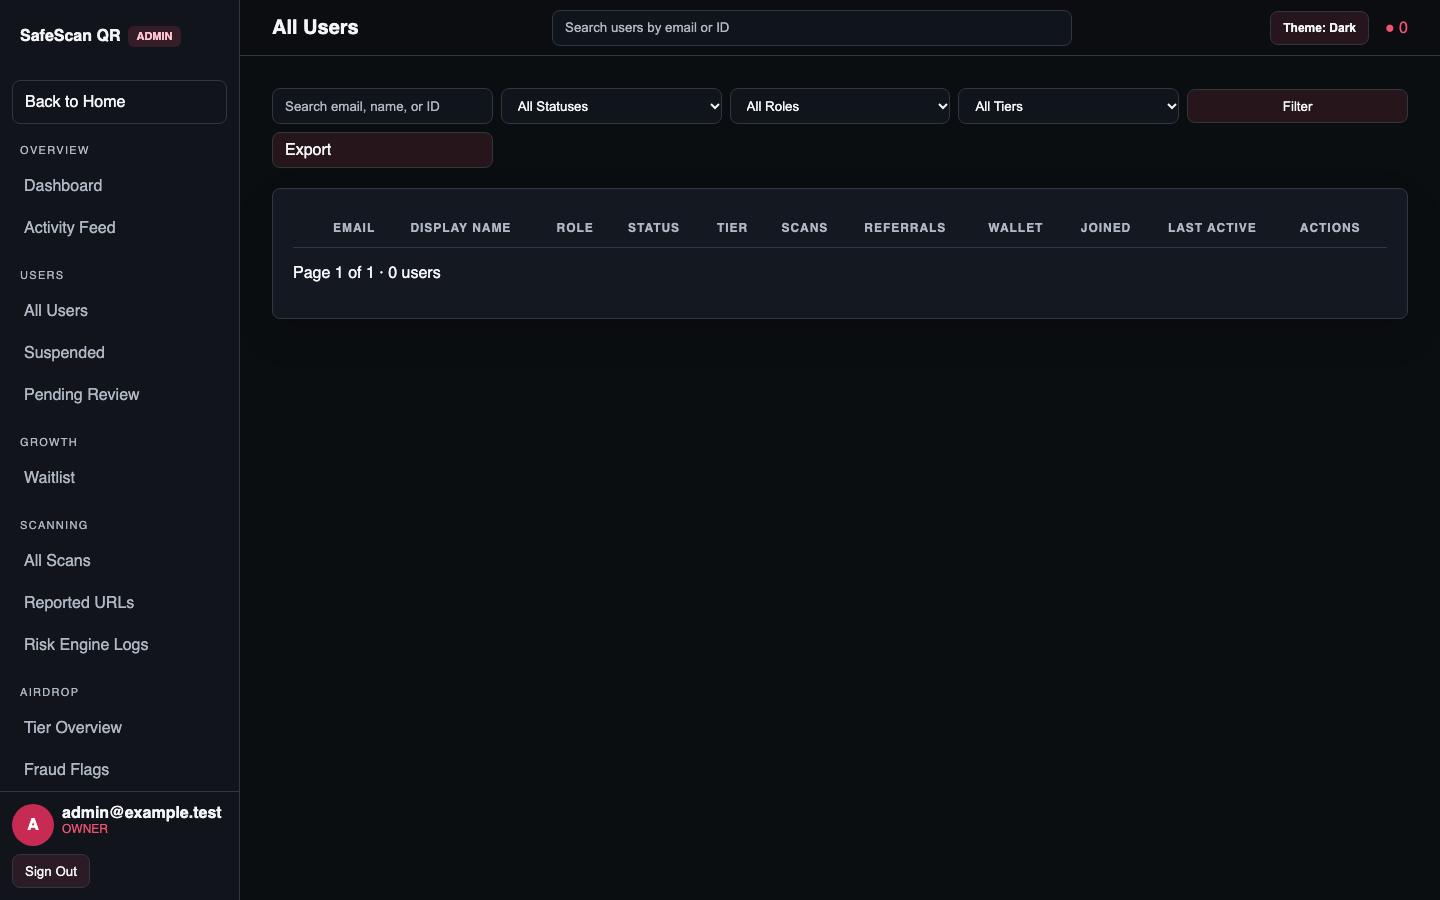 SafeScan QR ADMIN
Back to Home
OVERVIEW
Dashboard
Activity Feed
USERS
All Users
Suspended
Pending Review
GROWTH
Waitlist
SCANNING
All Scans
Reported URLs
Risk Engine Logs
AIRDROP
Tier Overview
Fraud Flags
A admin@example.test
OWNER
Sign Out
All Users Search users by email or ID Theme: Dark 0
Search email, name, or ID All Statuses All Roles All Tiers Filter
Export
EMAIL DISPLAY NAME ROLE STATUS TIER SCANS REFERRALS WALLET JOINED LAST ACTIVE ACTIONS
Page 1 of 1 · 0 users